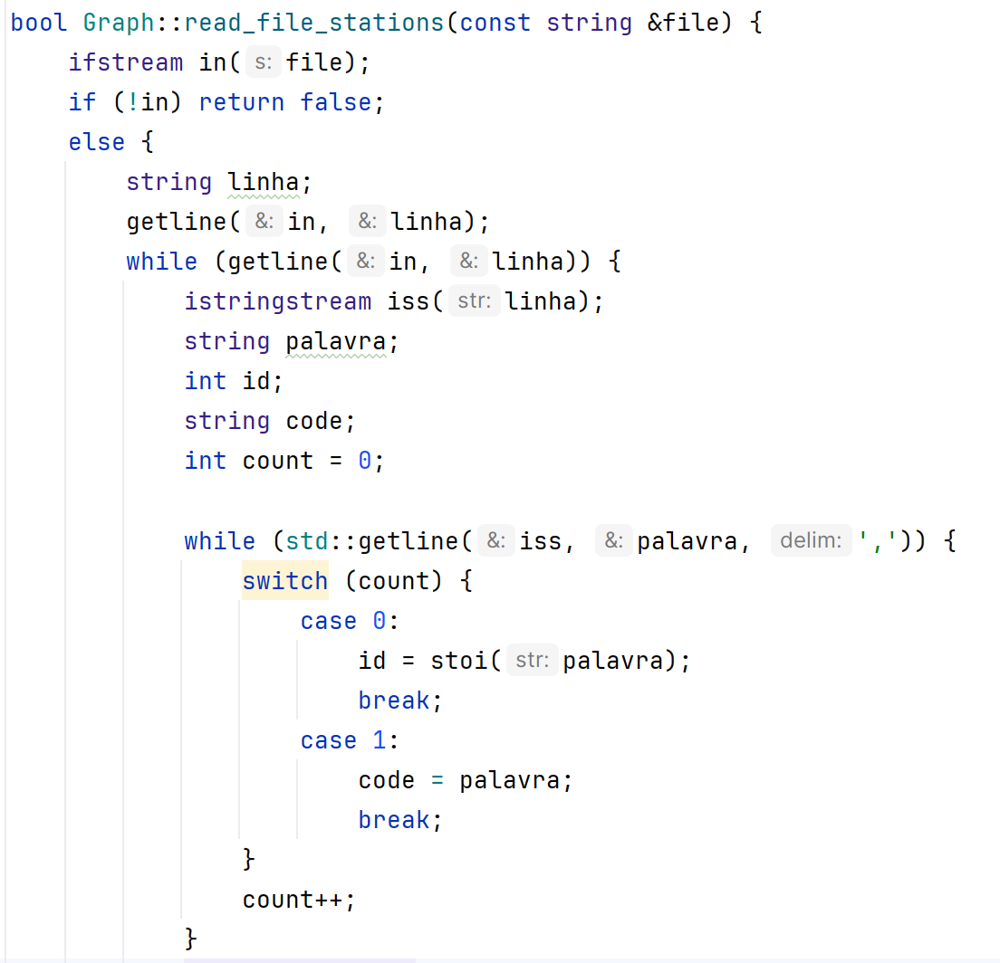 bool Graph::read_file_stations(const string &file) {
    ifstream in( s: file);
    if (!in) return false;
    else {
        string linha;
        getline( &: in, &: linha);
        while (getline( &: in, &: linha)) {
            istringstream iss( str: linha);
            string palavra;
            int id;
            string code;
            int count = 0;

            while (std::getline( &: iss, &: palavra, delim: ',')) {
                switch (count) {
                    case 0:
                        id = stoi( str: palavra);
                        break;
                    case 1:
                        code = palavra;
                        break;
                }
                count++;
            }